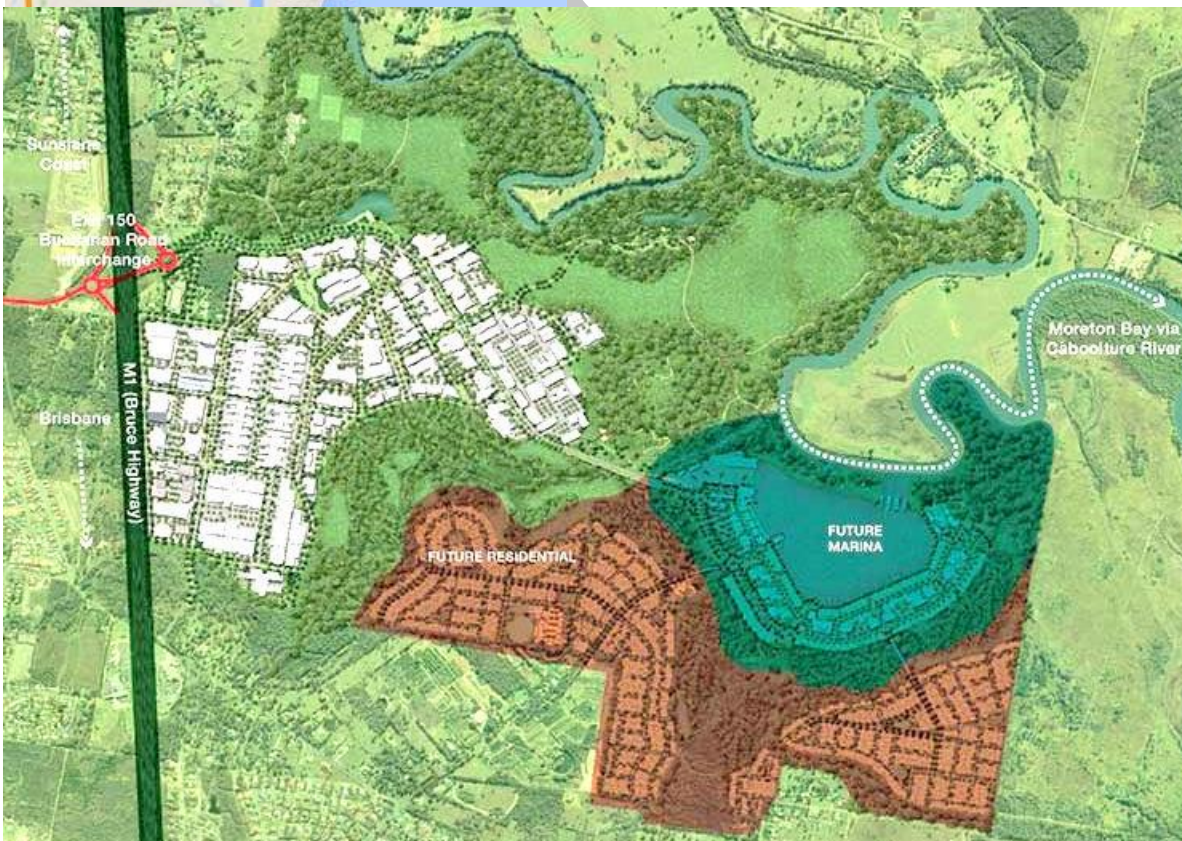 Sunshine
Coast
Exit 150
Buchanan Road
Interchange
Moreton Bay via
Caboolture River
M1 (Bruce Highway)
Brisbane
FUTURE
MARINA
FUTURE RESIDENTIAL